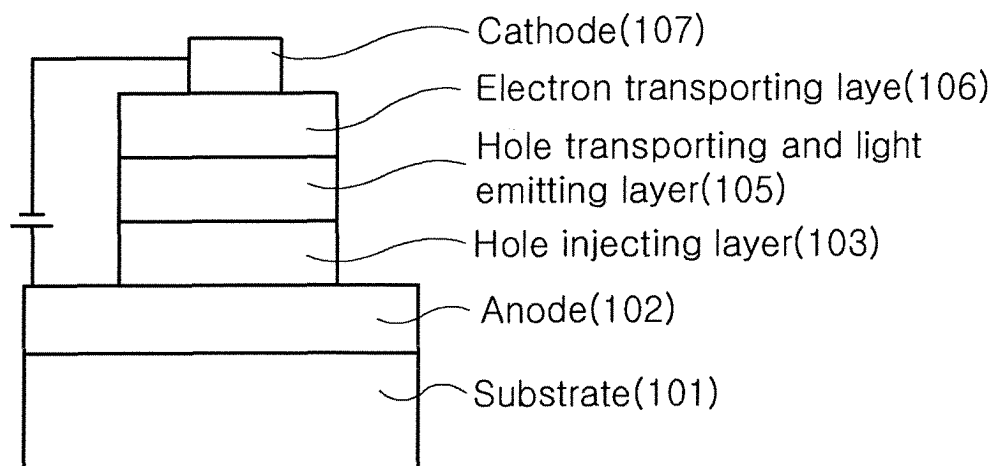 Cathode(107)
Electron transporting laye(106)
Hole transporting and light
emitting layer(105)
Hole injecting layer(103)
Anode(102)
Substrate(101)